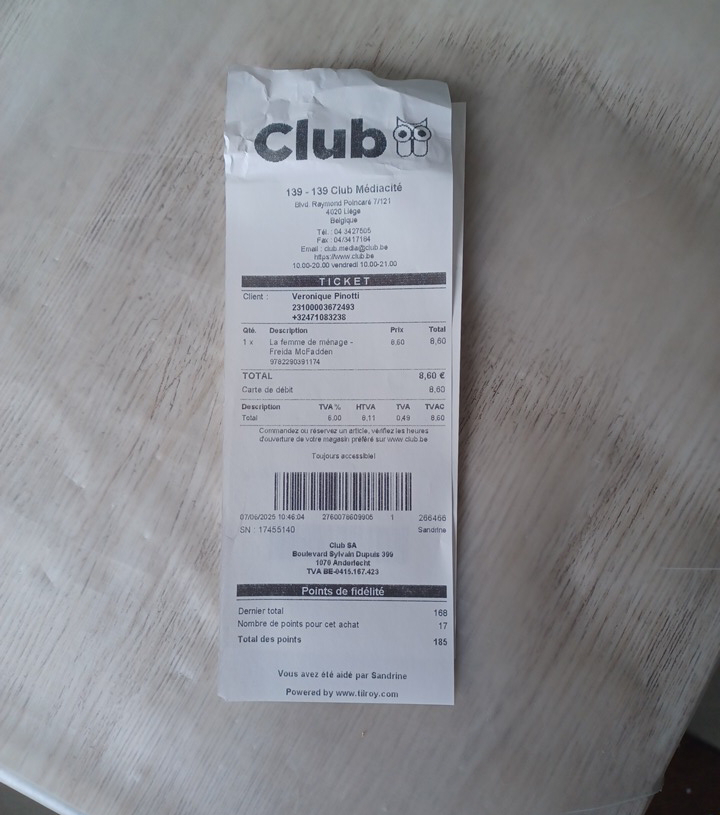 Club
139 - 139 Club Médiacité
Blvd. Raymond Poincaré 7/121
4020 Liège
Belgique
Tél. : 04 3427605
Fax : 04/3417164
Email : club.media@club.be
https://www.club.be
10.00-20.00 vendredi 10.00-21.00
TICKET
Client : Veronique Pinotti
23100003672493
+32471083238
Qté. Description Prix Total
1 x La femme de ménage - 8,60 8,60
Freida McFadden
9782290391174
TOTAL 8,60 €
Carte de débit 8,60
Description TVA % HTVA TVA TVAC
Total 6,00 8,11 0,49 8,60
Commandez ou réservez un article, vérifiez les heures
d'ouverture de votre magasin préféré sur www.club.be
Toujours accessible!
07/06/2025 10:46:04 2760076609906 1 266466
SN : 17455140 Sandrine
Club SA
Boulevard Sylvain Dupuis 399
1070 Anderlecht
TVA BE-0415.167.423
Points de fidélité
Dernier total 168
Nombre de points pour cet achat 17
Total des points 185
Vous avez été aidé par Sandrine
Powered by www.tilroy.com